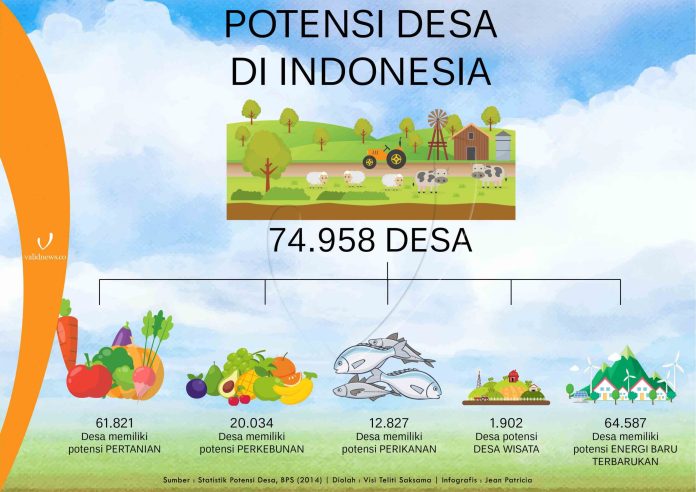 POTENSI DESA
DI INDONESIA
74.958 DESA
validnews.co
61.821
Desa memiliki
potensi PERTANIAN
20.034
Desa memiliki
potensi PERKEBUNAN
12.827
Desa memiliki
potensi PERIKANAN
1.902
Desa potensi
DESA WISATA
64.587
Desa memiliki
potensi ENERGI BARU
TERBARUKAN
Sumber : Statistik Potensi Desa, BPS (2014) | Diolah : Visi Teliti Saksama | Infografis : Jean Patricia